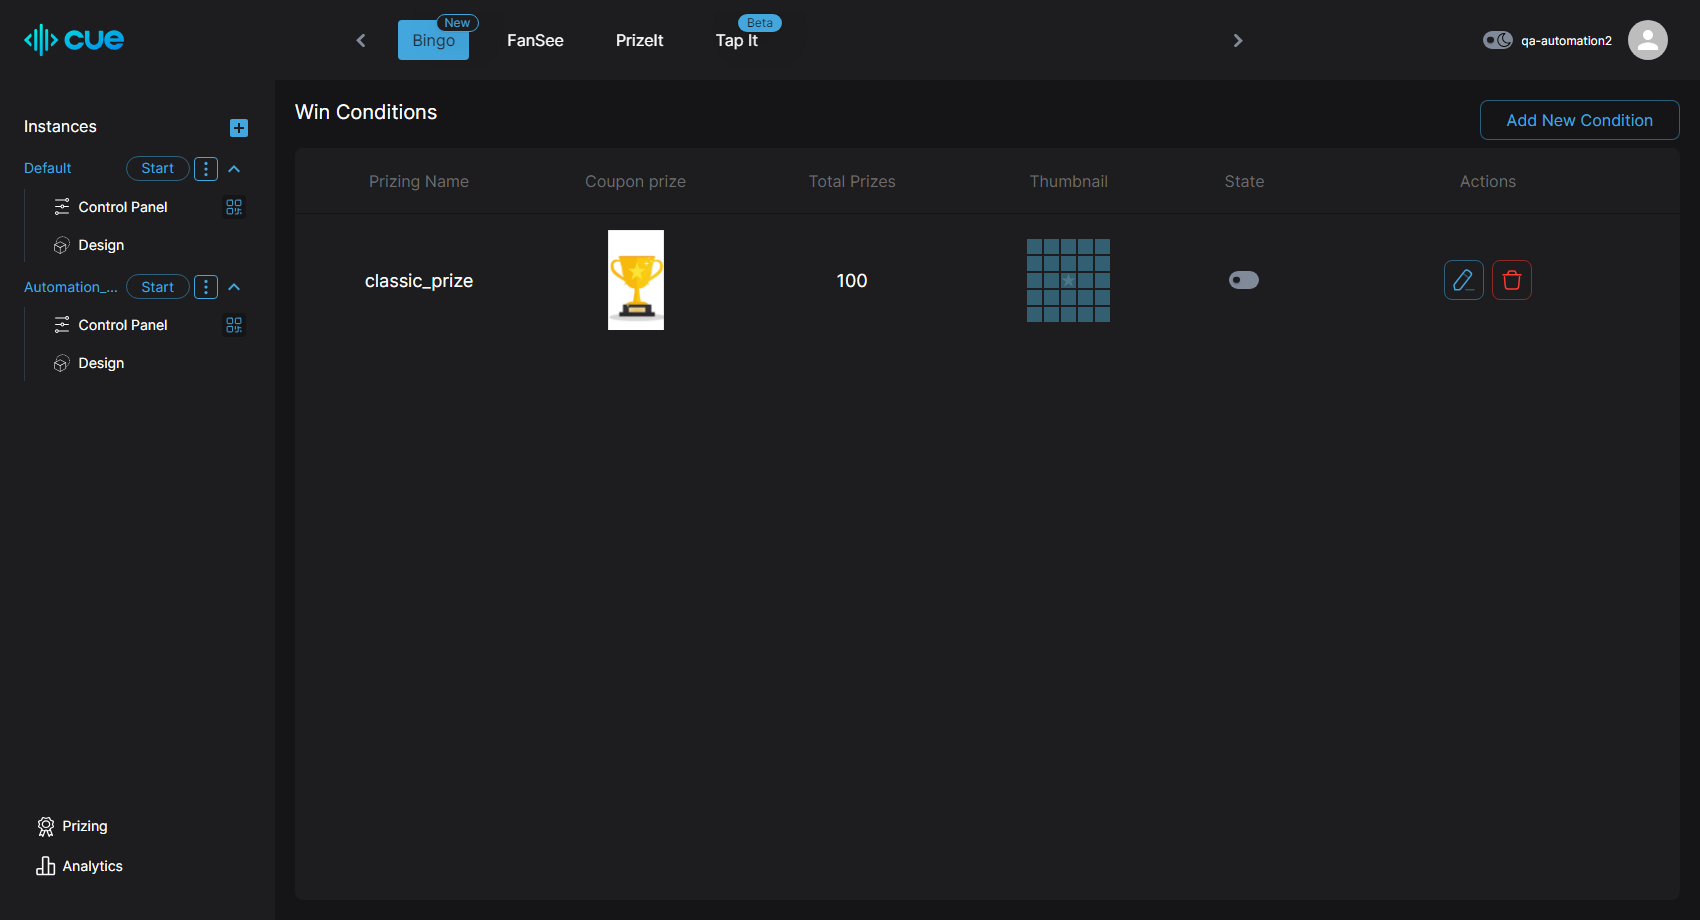 cue
New
Bingo
FanSee
PrizeIt
Beta
Tap It
qa-automation2
Instances
Default
Start
Control Panel
Design
Automation_...
Start
Control Panel
Design
Prizing
Analytics
Win Conditions
Add New Condition
Prizing Name Coupon prize Total Prizes Thumbnail State Actions
classic_prize 100